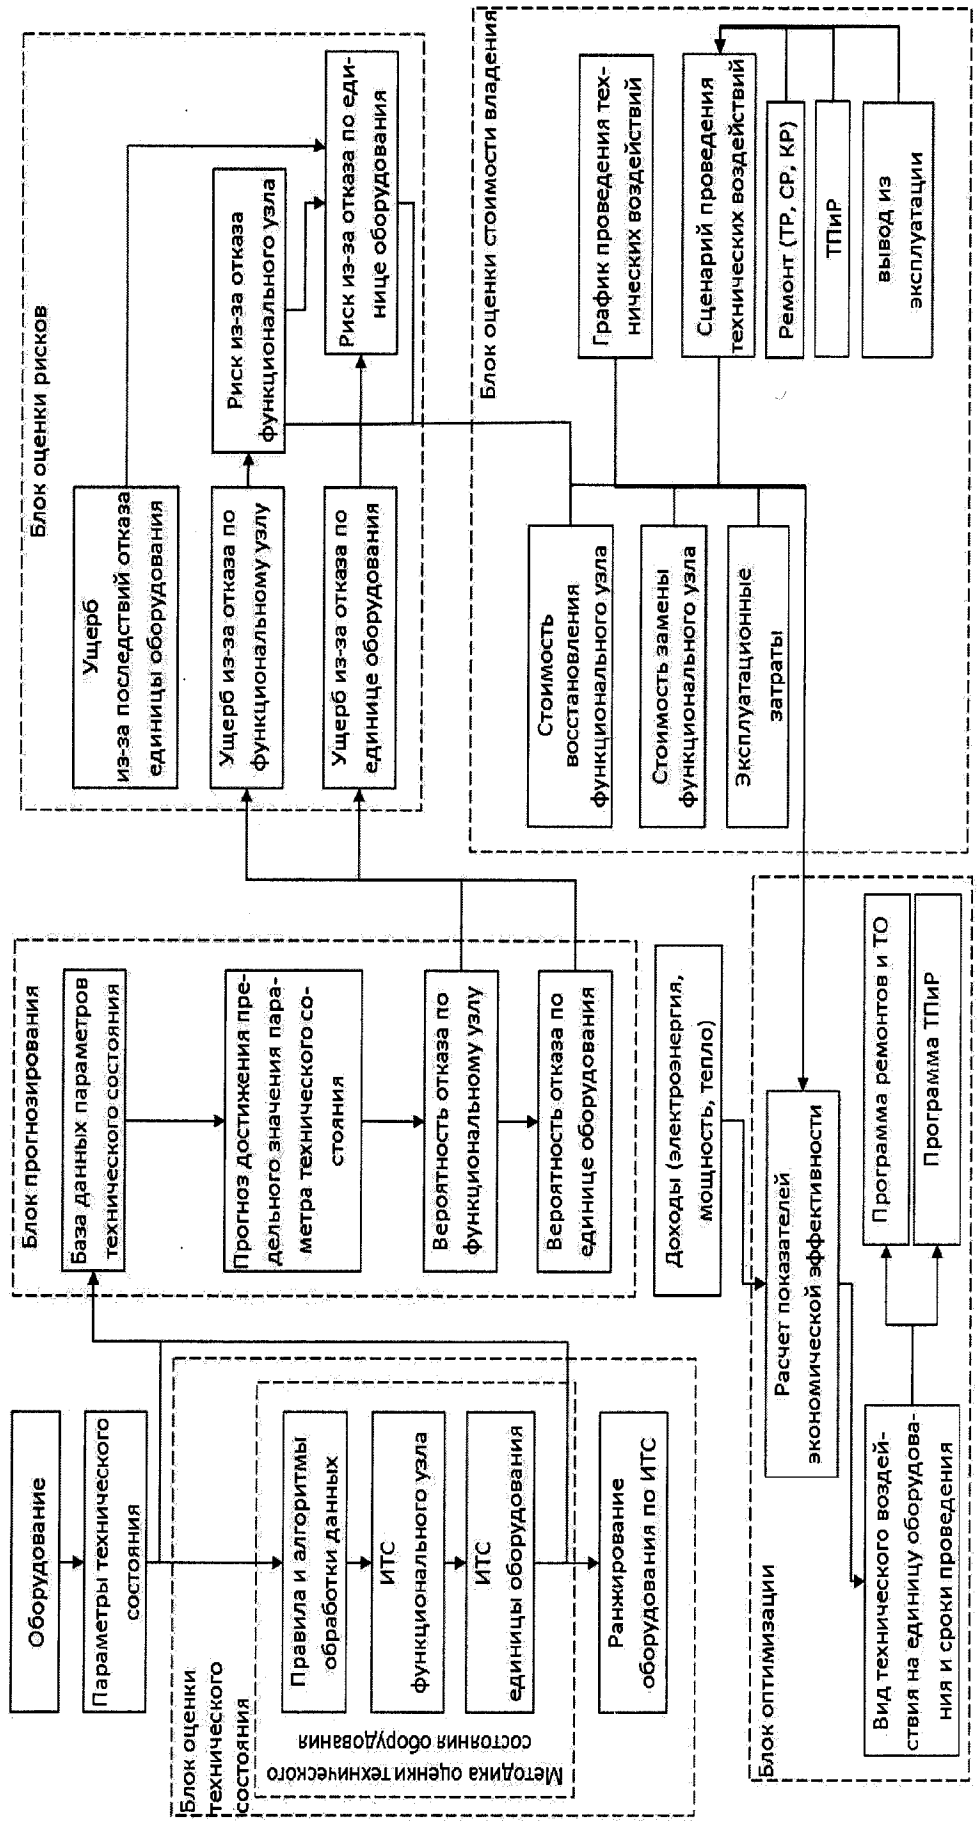 Оборудование
Параметры технического
состояния
Блок оценки
технического
состояния
Методика оценки технического
состояния оборудования
Правила и алгоритмы
обработки данных
ИТС
функционального узла
ИТС
единицы оборудования
Ранжирование
оборудования по ИТС
Блок прогнозирования
База данных параметров
технического состояния
Прогноз достижения пре-
дельного значения пара-
метра технического со-
стояния
Вероятность отказа по
функциональному узлу
Вероятность отказа по
единице оборудования
Доходы (электроэнергия,
мощность, тепло)
Блок оценки рисков
Ущерб
из-за последствий отказа
единицы оборудования
Ущерб из-за отказа по
функциональному узлу
Ущерб из-за отказа по
единице оборудования
Риск из-за отказа
функционального узла
Риск из-за отказа по еди-
нице оборудования
Блок оценки стоимости владения
Стоимость
восстановления
функционального узла
Стоимость замены
функционального узла
Эксплуатационные
затраты
График проведения тех-
нических воздействий
Сценарий проведения
технических воздействий
Ремонт (ТР, СР, КР)
ТПиР
вывод из
эксплуатации
Блок оптимизации
Расчет показателей
экономической эффективности
Вид технического воздей-
ствия на единицу оборудова-
ния и сроки проведения
Программа ремонтов и ТО
Программа ТПиР